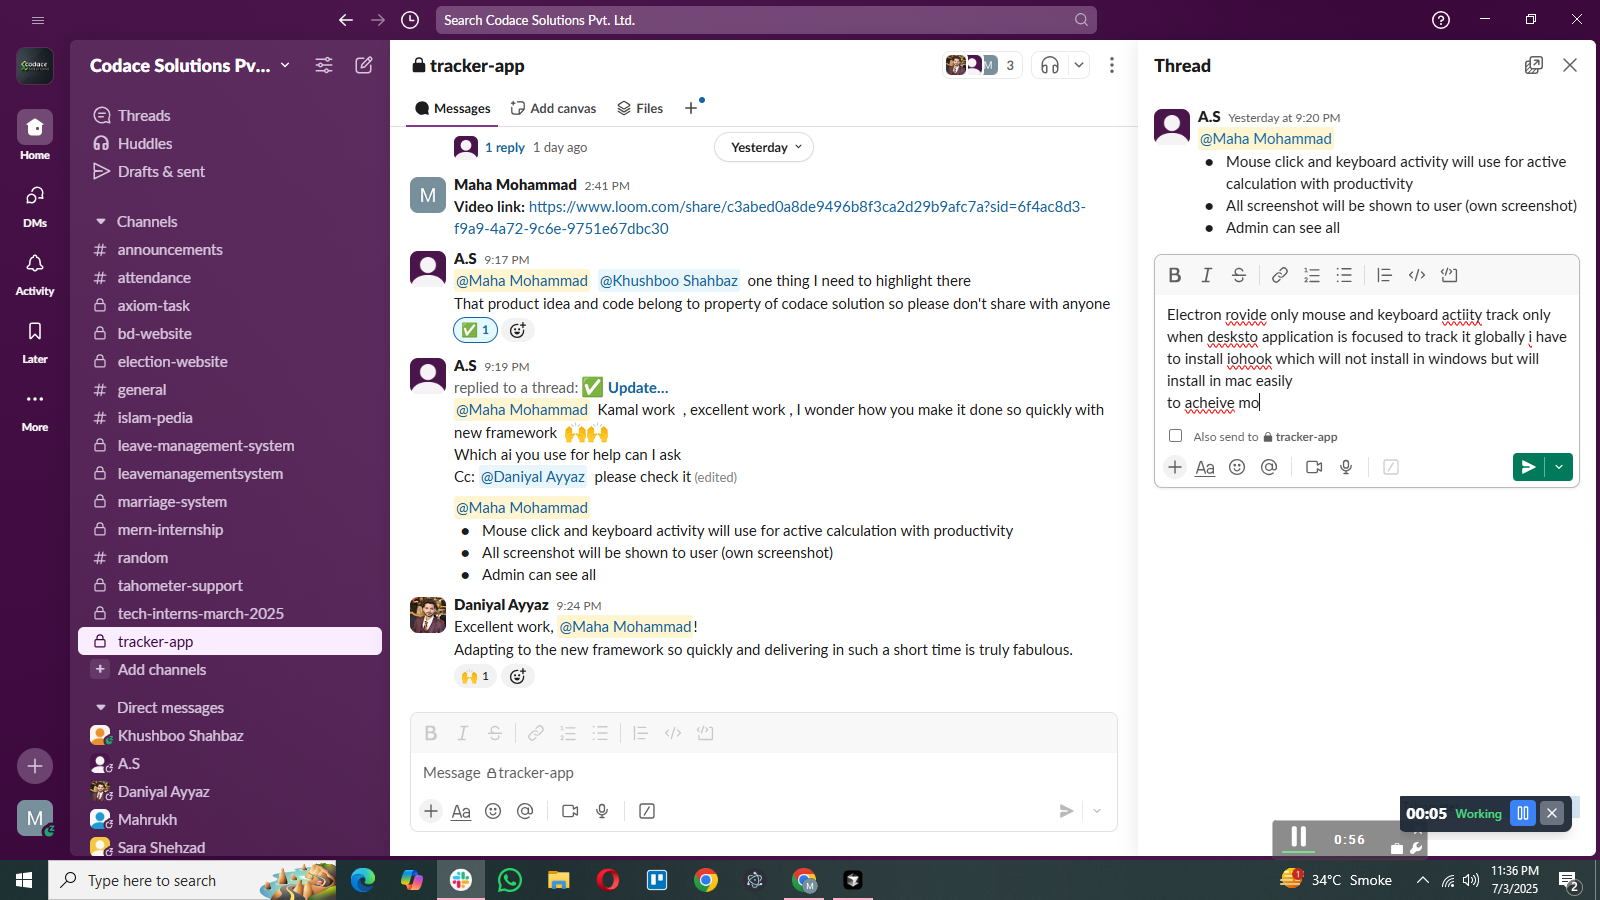 Search Codace Solutions Pvt. Ltd.
Codace Solutions Pv...
Home
DMs
Activity
Later
More
Threads
Huddles
Drafts & sent
Channels
announcements
attendance
axiom-task
bd-website
election-website
general
islam-pedia
leave-management-system
leavemanagementsystem
marriage-system
mern-internship
random
tahometer-support
tech-interns-march-2025
tracker-app
Add channels
Direct messages
Khushboo Shahbaz
A.S
Daniyal Ayyaz
Mahrukh
Sara Shehzad
M
tracker-app
M 3
Messages
Add canvas
Files
1 reply 1 day ago
Yesterday
M
Maha Mohammad 2:41 PM
Video link: https://www.loom.com/share/c3abed0a8de9496b8f3ca2d29b9afc7a?sid=6f4ac8d3-
f9a9-4a72-9c6e-9751e67dbc30
A.S 9:17 PM
@Maha Mohammad @Khushboo Shahbaz one thing I need to highlight there
That product idea and code belong to property of codace solution so please don't share with anyone
1
A.S 9:19 PM
replied to a thread: ✅ Update...
@Maha Mohammad Kamal work , excellent work , I wonder how you make it done so quickly with
new framework 🙌🙌
Which ai you use for help can I ask
Cc: @Daniyal Ayyaz please check it (edited)
@Maha Mohammad
• Mouse click and keyboard activity will use for active calculation with productivity
• All screenshot will be shown to user (own screenshot)
• Admin can see all
Daniyal Ayyaz 9:24 PM
Excellent work, @Maha Mohammad!
Adapting to the new framework so quickly and delivering in such a short time is truly fabulous.
1
Message tracker-app
Thread
A.S Yesterday at 9:20 PM
@Maha Mohammad
• Mouse click and keyboard activity will use for active
calculation with productivity
• All screenshot will be shown to user (own screenshot)
• Admin can see all
Electron rovide only mouse and keyboard actiity track only
when desksto application is focused to track it globally i have
to install iohook which will not install in windows but will
install in mac easily
to acheive mo
Also send to tracker-app
00:05 Working
0:56
Type here to search
34°C Smoke
11:36 PM
7/3/2025
2